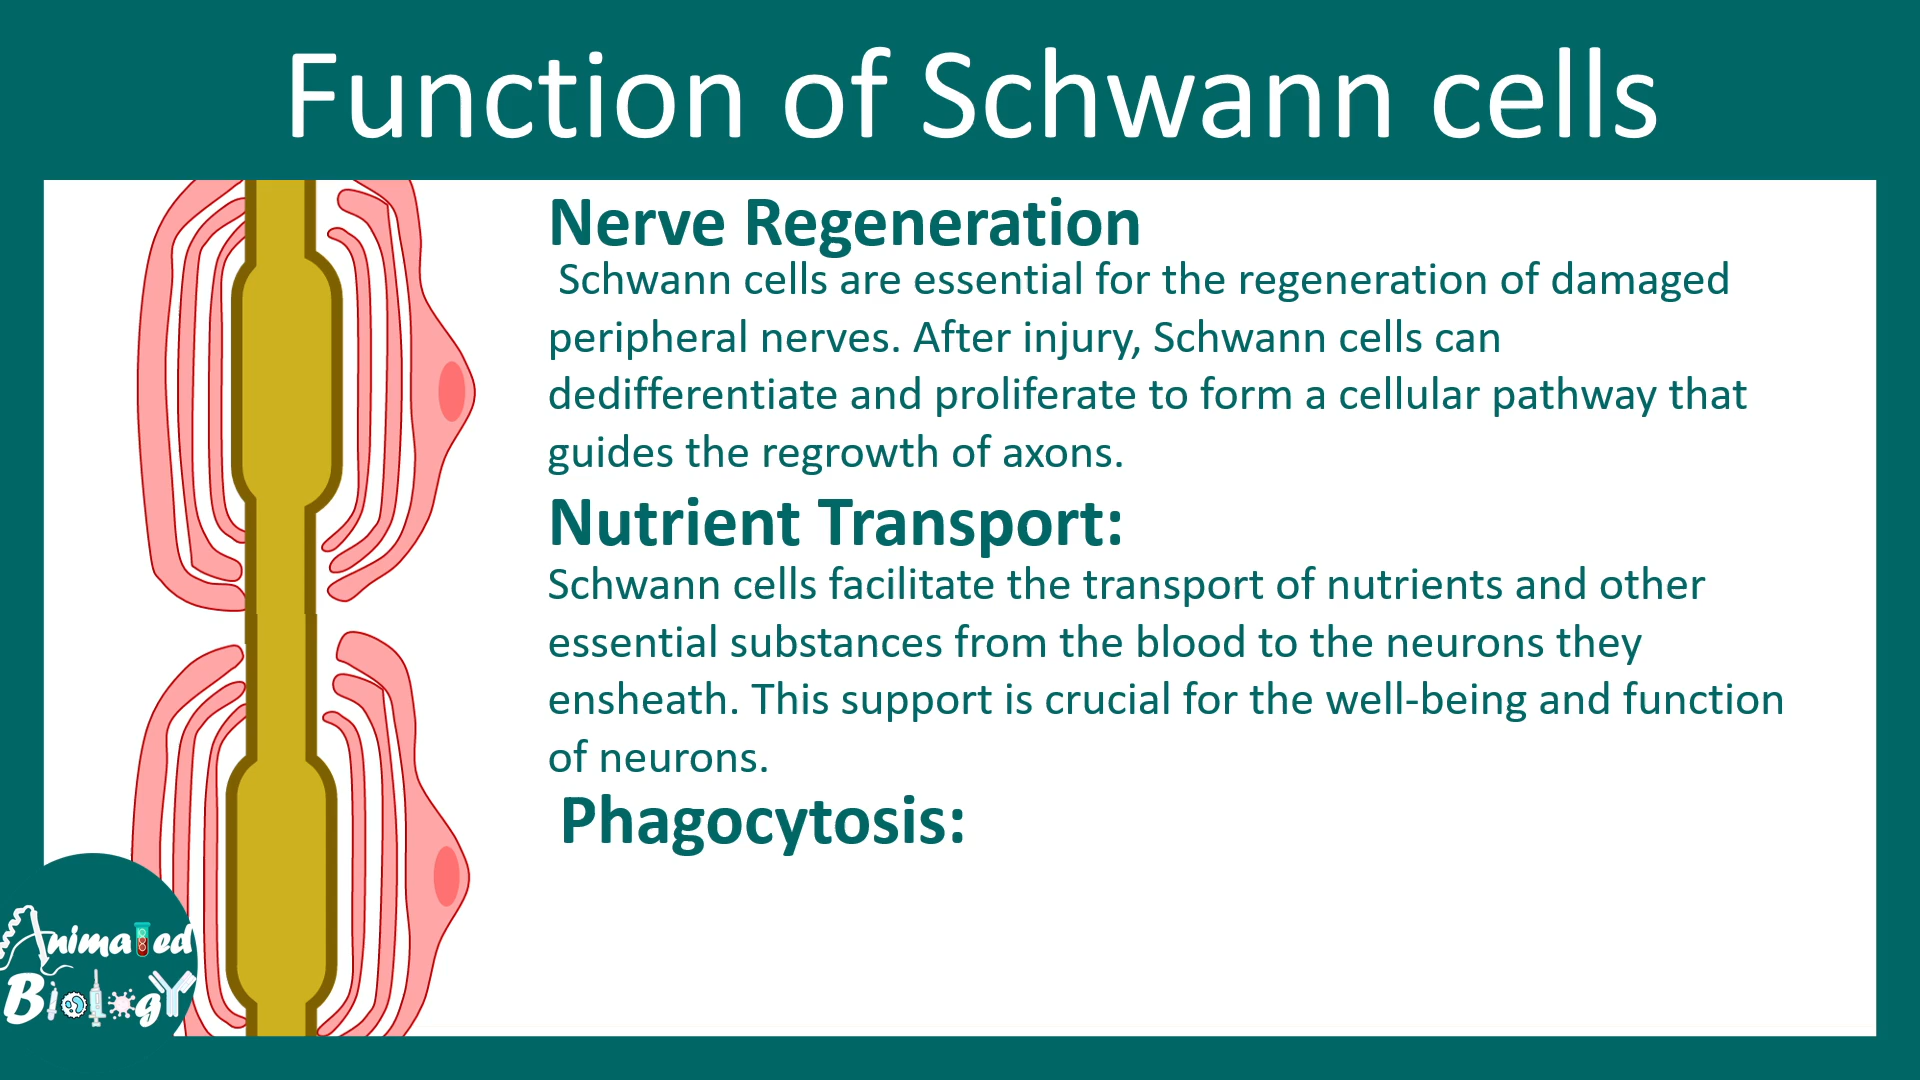 Function of Schwann cells
Nerve Regeneration
Schwann cells are essential for the regeneration of damaged
peripheral nerves. After injury, Schwann cells can
dedifferentiate and proliferate to form a cellular pathway that
guides the regrowth of axons.
Nutrient Transport:
Schwann cells facilitate the transport of nutrients and other
essential substances from the blood to the neurons they
ensheath. This support is crucial for the well-being and function
of neurons.
Phagocytosis:
Animated
Biology